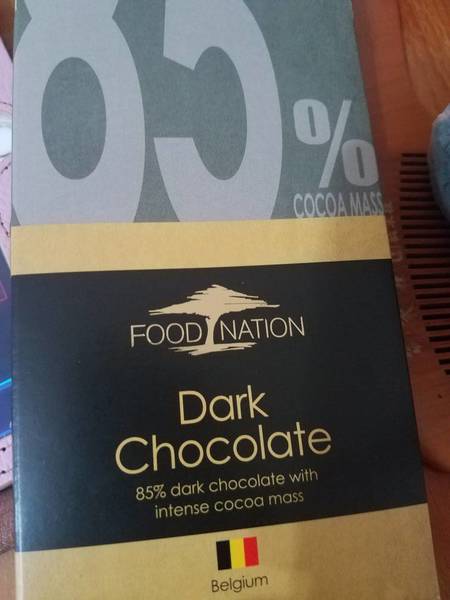 85%
COCOA MASS
FOOD NATION
Dark
Chocolate
85% dark chocolate with
intense cocoa mass
Belgium